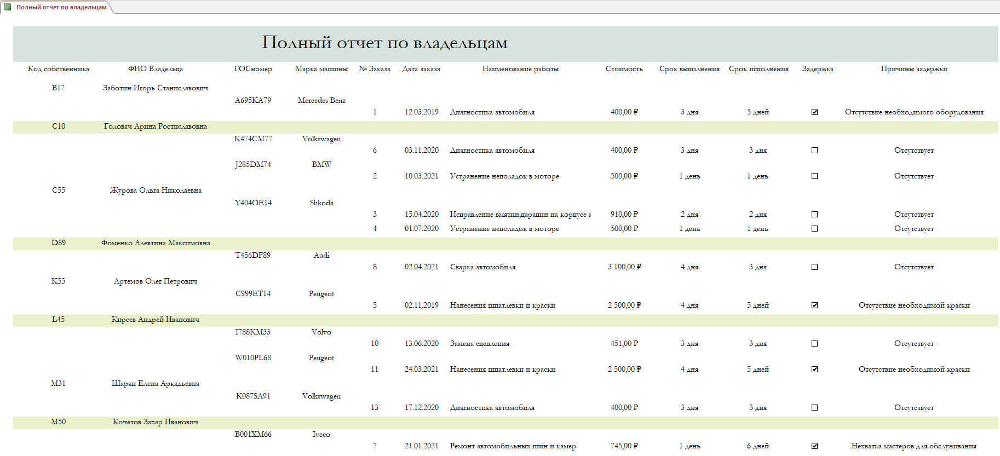 Полный отчет по владельцам
Полный отчет по владельцам
Код собственника ФИО Владельца ГОСномер Марка машины № Заказа Дата заказа Наименование работы Стоимость Срок выполнения Срок исполнения Задержка Причины задержки
B17 Заботин Игорь Станиславович
A695KA79 Mercedes Benz
1 12.03.2019 Диагностика автомобиля 400,00 ₽ 3 дня 5 дней Отсутствие необходимого оборудования
C10 Головач Арина Ростиславовна
K474CM77 Volkswagen
6 03.11.2020 Диагностика автомобиля 400,00 ₽ 3 дня 3 дня Отсутствует
J285DM74 BMW
2 10.03.2021 Устранение неполадок в моторе 500,00 ₽ 1 день 1 день Отсутствует
C55 Журова Ольга Николаевна
Y404OE14 Shkoda
3 15.04.2020 Исправление вмятин,царапин на корпусе 910,00 ₽ 2 дня 2 дня Отсутствует
4 01.07.2020 Устранение неполадок в моторе 500,00 ₽ 1 день 1 день Отсутствует
D89 Фоменко Алевтина Максимовна
T456DF89 Audi
8 02.04.2021 Сварка автомобиля 3 100,00 ₽ 4 дня 3 дня Отсутствует
K55 Артемов Олег Петрович
C999ET14 Peugeot
5 02.11.2019 Нанесения шпатлевки и краски 2 500,00 ₽ 4 дня 5 дней Отсутствие необходимой краски
L45 Киреев Андрей Иванович
I788KM33 Volvo
10 13.06.2020 Замена сцепления 451,00 ₽ 3 дня 3 дня Отсутствует
W010PL68 Peugeot
11 24.03.2021 Нанесения шпатлевки и краски 2 500,00 ₽ 4 дня 5 дней Отсутствие необходимой краски
M31 Шаран Елена Аркадьевна
K087SA91 Volkswagen
13 17.12.2020 Диагностика автомобиля 400,00 ₽ 3 дня 3 дня Отсутствует
M50 Кочетов Захар Иванович
B001XM66 Iveco
7 21.01.2021 Ремонт автомобильных шин и камер 745,00 ₽ 1 день 6 дней Нехватка мастеров для обслуживания